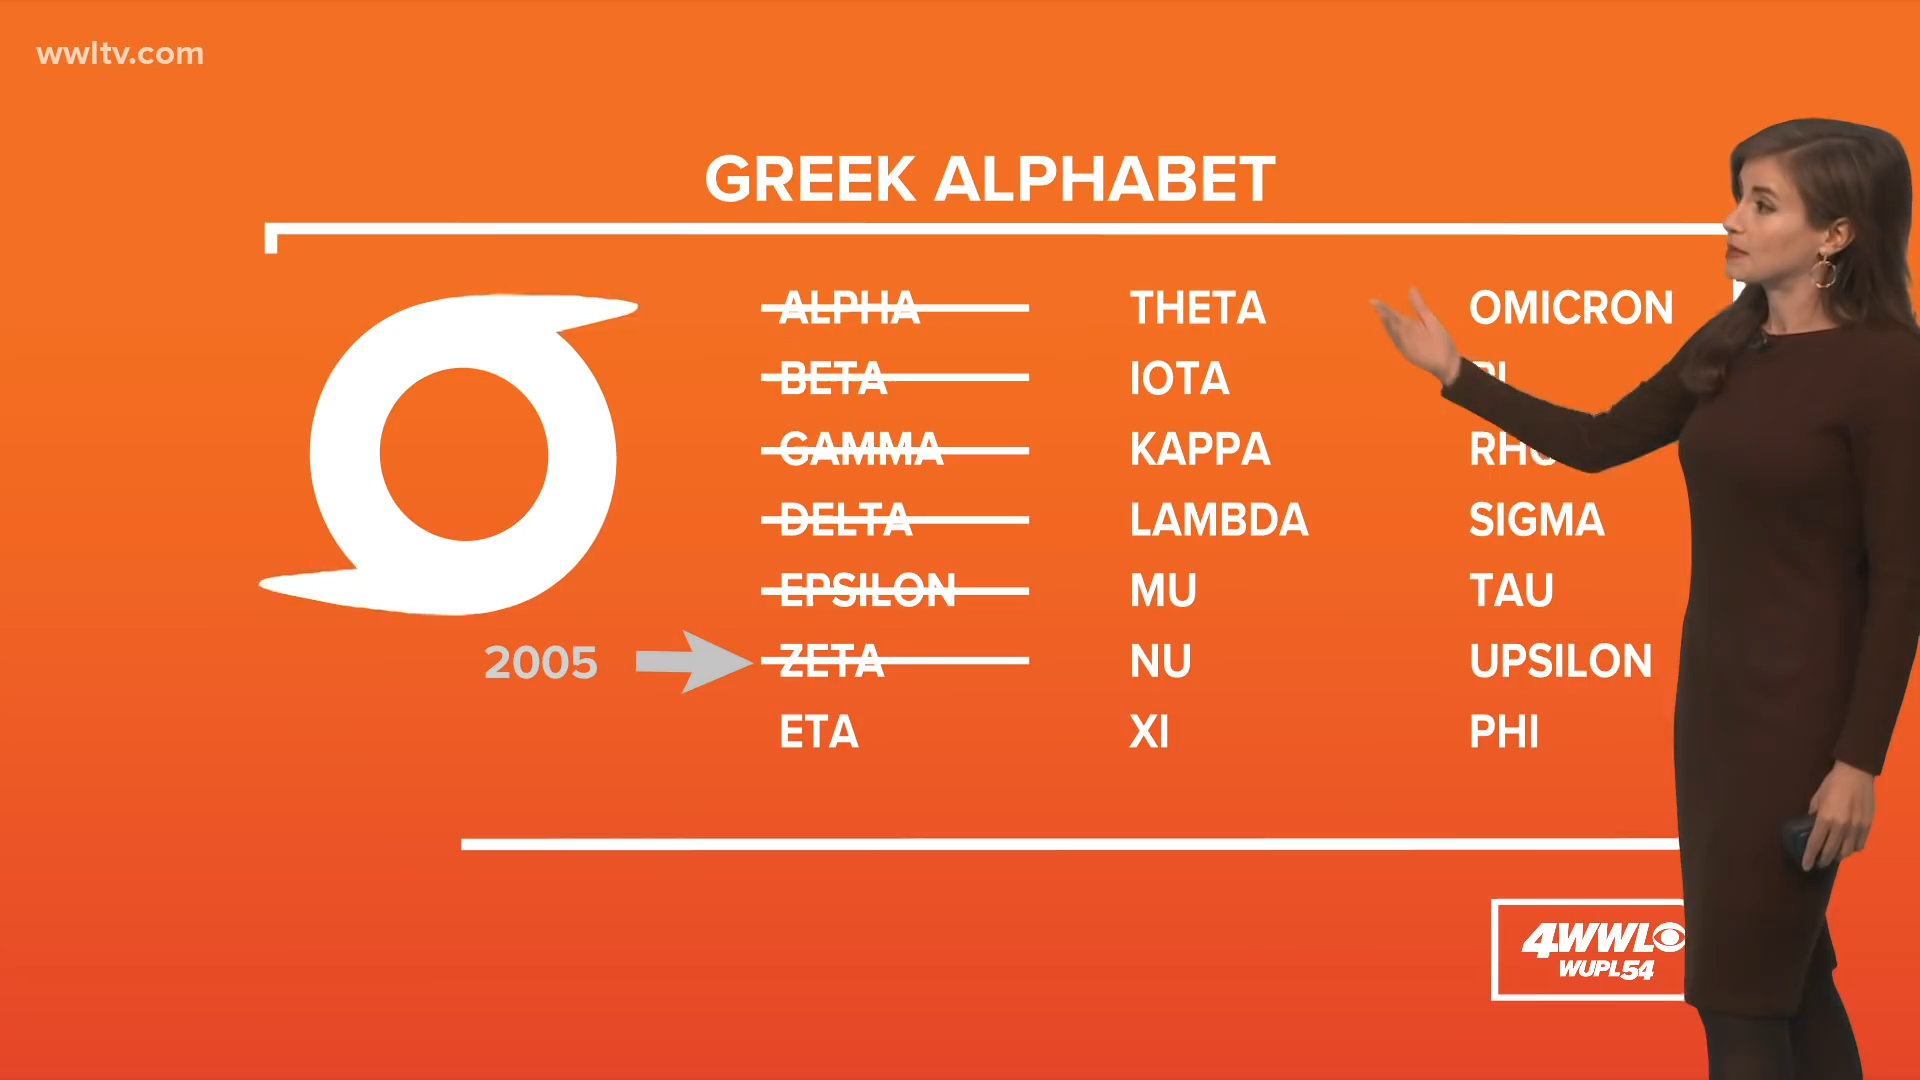 wwltv.com
GREEK ALPHABET
ALPHA THETA OMICRON
BETA IOTA
GAMMA KAPPA
DELTA LAMBDA SIGMA
EPSILON MU TAU
2005 ZETA NU UPSILON
ETA XI PHI
4WWL
WUPL54